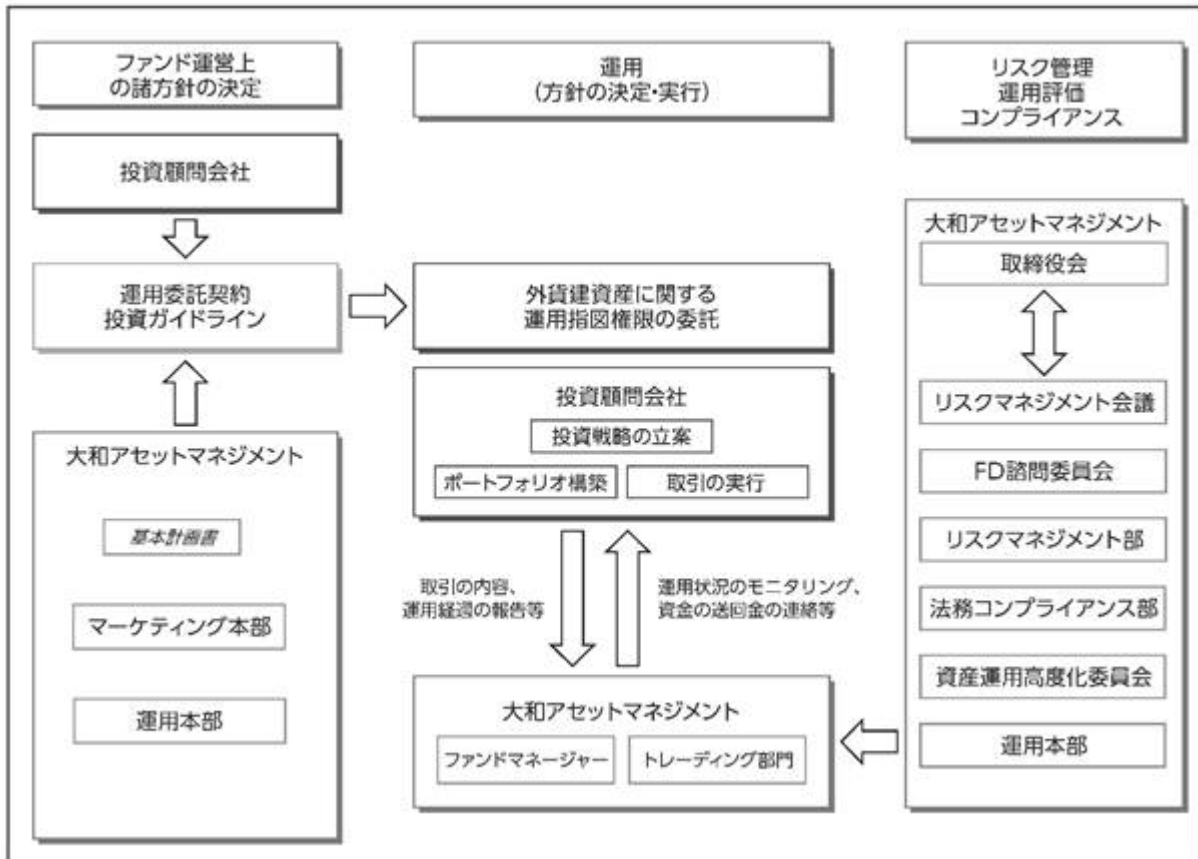 ファンド運営上
の諸方針の決定
投資顧問会社
運用委託契約
投資ガイドライン
大和アセットマネジメント
基本計画書
マーケティング本部
運用本部
運用
(方針の決定・実行)
外貨建資産に関する
運用指図権限の委託
投資顧問会社
投資戦略の立案
ポートフォリオ構築
取引の実行
取引の内容、
運用経過の報告等
運用状況のモニタリング、
資金の送回金の連絡等
大和アセットマネジメント
ファンドマネージャー
トレーディング部門
リスク管理
運用評価
コンプライアンス
大和アセットマネジメント
取締役会
リスクマネジメント会議
FD諮問委員会
リスクマネジメント部
法務コンプライアンス部
資産運用高度化委員会
運用本部